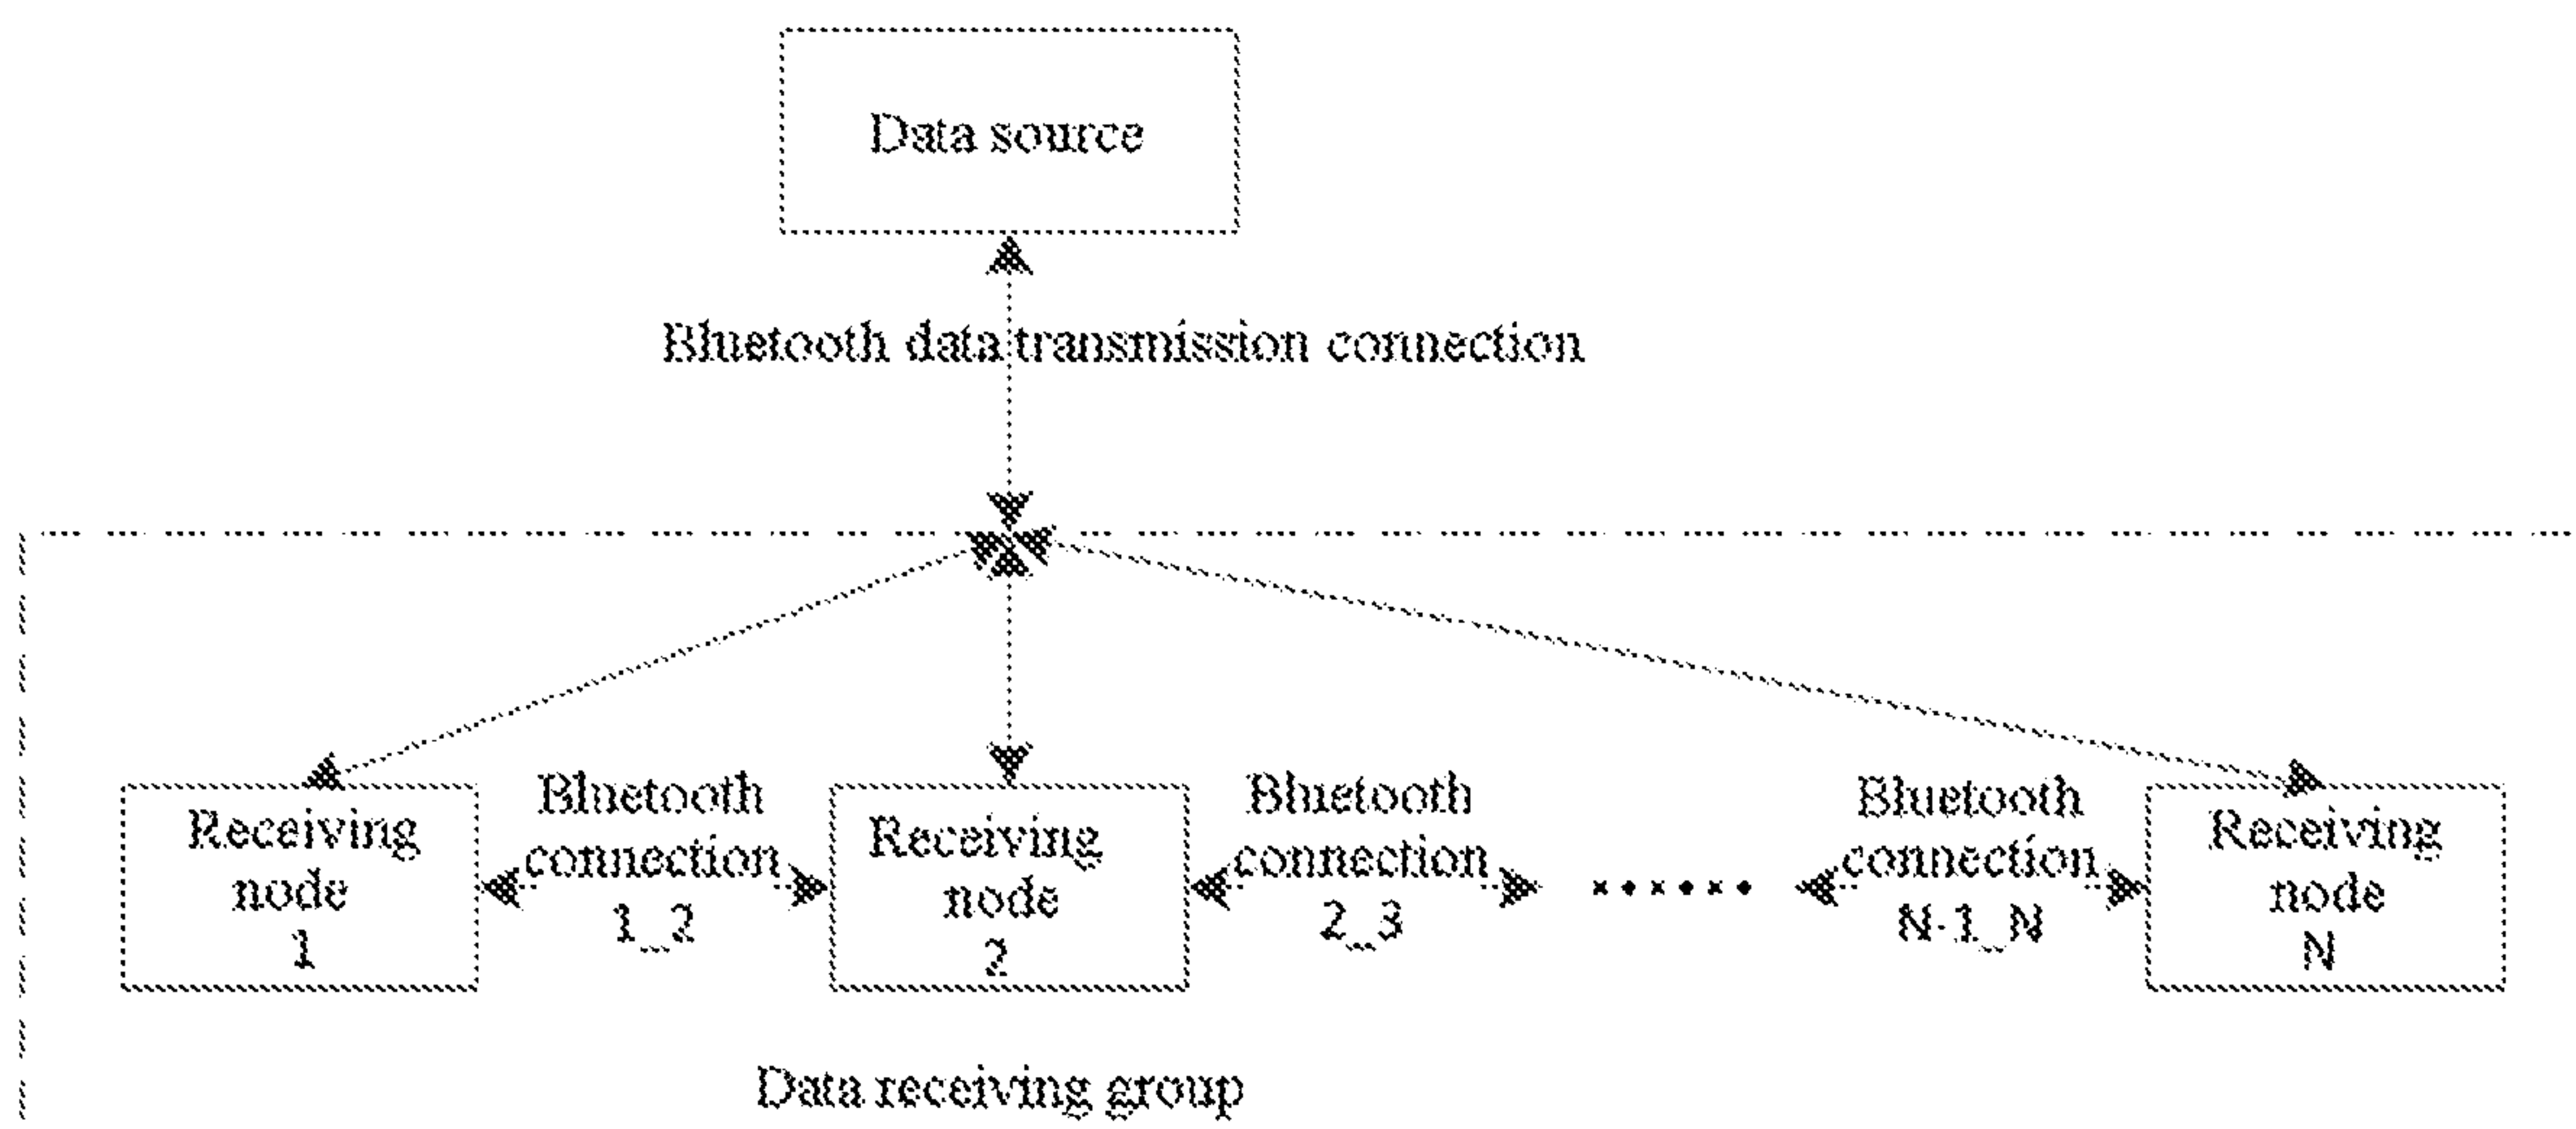 Data source
Bluetooth data transmission connection
Receiving
node
1
Bluetooth
connection
1_2
Receiving
node
2
Bluetooth
connection
2_3
Bluetooth
connection
N-1_N
Receiving
node
N
Data receiving group